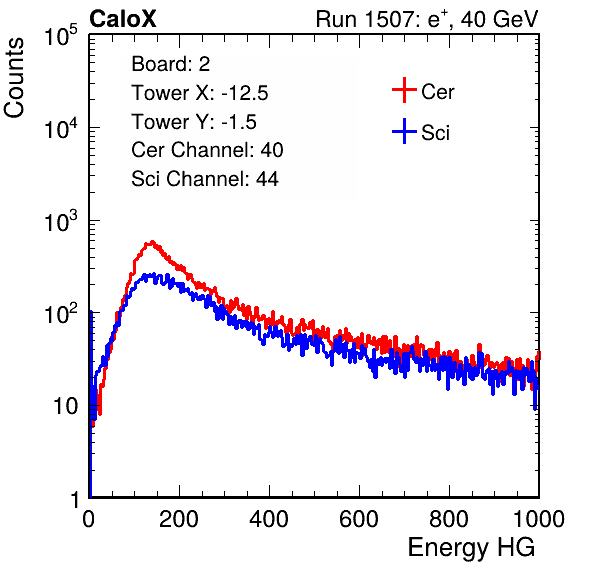 CaloX Run 1507: e⁺, 40 GeV
Counts
Board: 2
Tower X: -12.5
Tower Y: -1.5
Cer Channel: 40
Sci Channel: 44
Cer
Sci
10⁵
10⁴
10³
10²
10
1
0 200 400 600 800 1000
Energy HG